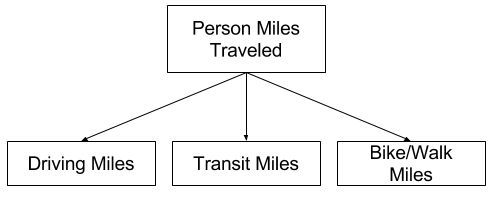 Person Miles
Traveled
Driving Miles
Transit Miles
Bike/Walk
Miles